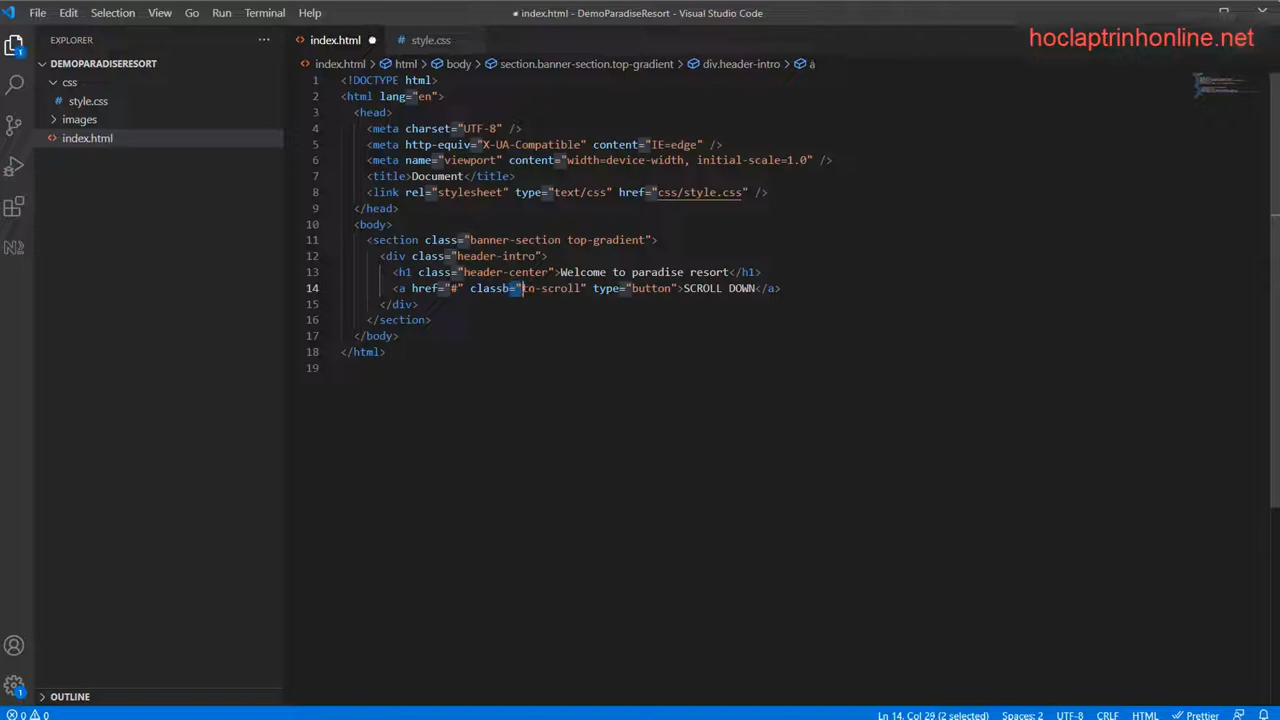 File Edit Selection View Go Run Terminal Help
● index.html - DemoParadiseResort - Visual Studio Code
hoclaptrinhonline.net
EXPLORER ...
DEMOPARADISERESORT
css
style.css
images
index.html
OUTLINE
index.html ● style.css
index.html > html > body > section.banner-section.top-gradient > div.header-intro > a
1 <!DOCTYPE html>
2 <html lang="en">
3 <head>
4 <meta charset="UTF-8" />
5 <meta http-equiv="X-UA-Compatible" content="IE=edge" />
6 <meta name="viewport" content="width=device-width, initial-scale=1.0" />
7 <title>Document</title>
8 <link rel="stylesheet" type="text/css" href="css/style.css" />
9 </head>
10 <body>
11 <section class="banner-section top-gradient">
12 <div class="header-intro">
13 <h1 class="header-center">Welcome to paradise resort</h1>
14 <a href="#" classb="tn-scroll" type="button">SCROLL DOWN</a>
15 </div>
16 </section>
17 </body>
18 </html>
19
1
1
0 0 Ln 14, Col 29 (2 selected) Spaces: 2 UTF-8 CRLF HTML Prettier